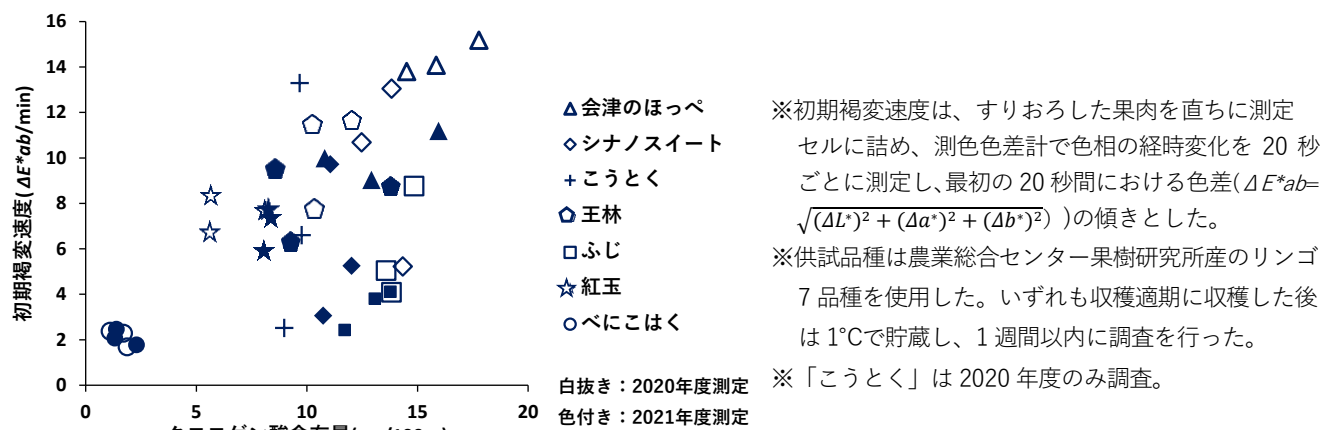 16
14
12
10
8
6
4
2
0
初期褐変速度(ΔE*ab/min)
0
5
10
15
20
会津のほっぺ
シナノスイート
こうとく
王林
ふじ
紅玉
べにこはく
白抜き：2020年度測定
色付き：2021年度測定
※初期褐変速度は、すりおろした果肉を直ちに測定
セルに詰め、測色色差計で色相の経時変化を 20 秒
ごとに測定し、最初の 20 秒間における色差(ΔE*ab=
√(ΔL*)² + (Δa*)² + (Δb*)²）)の傾きとした。
※供試品種は農業総合センター果樹研究所産のリンゴ
7 品種を使用した。いずれも収穫適期に収穫した後
は 1°Cで貯蔵し、1 週間以内に調査を行った。
※「こうとく」は 2020 年度のみ調査。